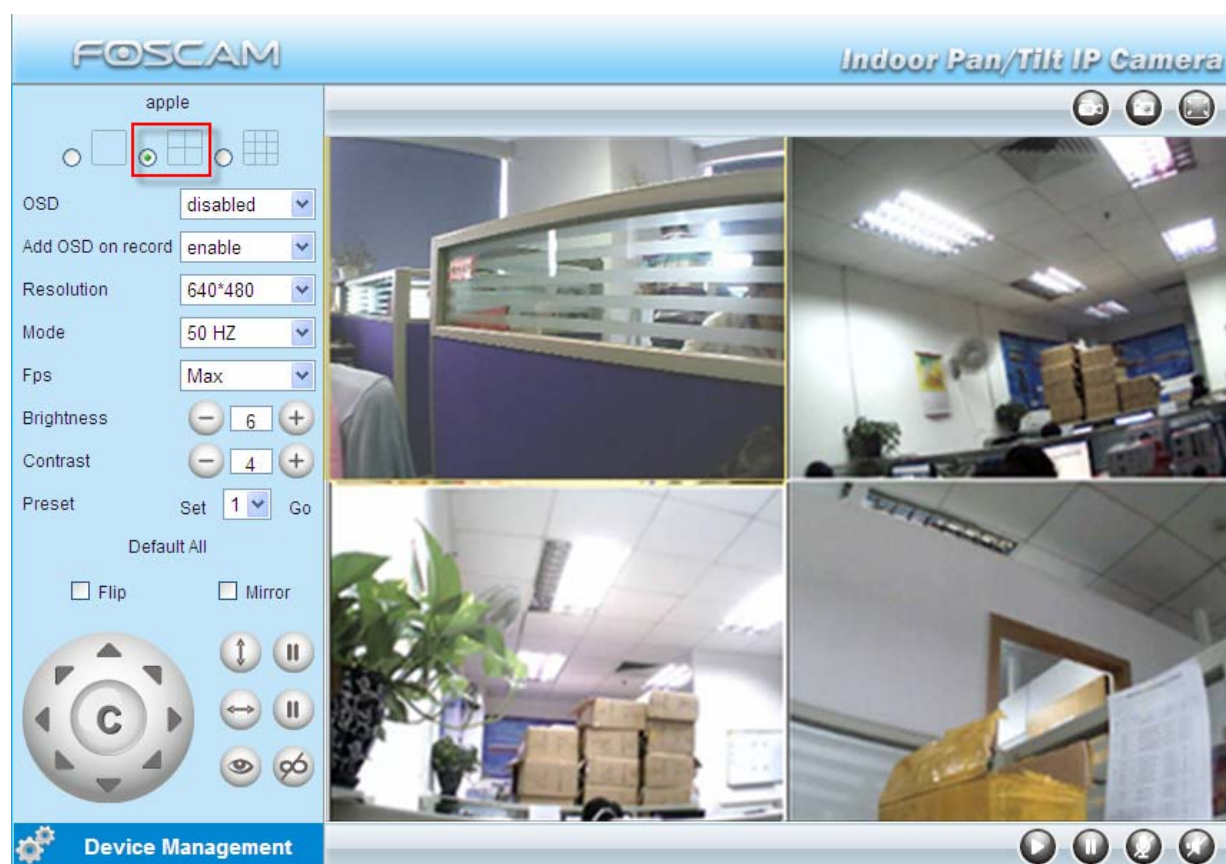 FOSCAM
Indoor Pan/Tilt IP Camera
apple
OSD disabled
Add OSD on record enable
Resolution 640*480
Mode 50 HZ
Fps Max
Brightness 6
Contrast 4
Preset Set 1 Go
Default All
Flip Mirror
C
Device Management